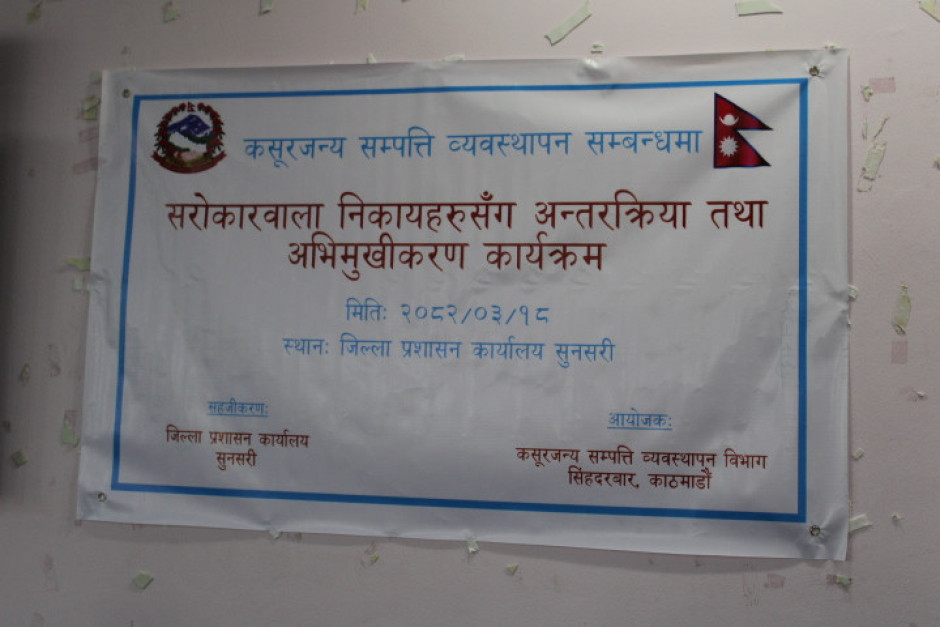 कसूरजन्य सम्पत्ति व्यवस्थापन सम्बन्धमा
सरोकारवाला निकायहरुसँग अन्तरक्रिया तथा
अभिमुखीकरण कार्यक्रम
मितिः २०८२/०३/१८
स्थानः जिल्ला प्रशासन कार्यालय सुनसरी
सहजीकरणः
जिल्ला प्रशासन कार्यालय
सुनसरी
आयोजकः
कसूरजन्य सम्पत्ति व्यवस्थापन विभाग
सिंहदरबार, काठमाडौं